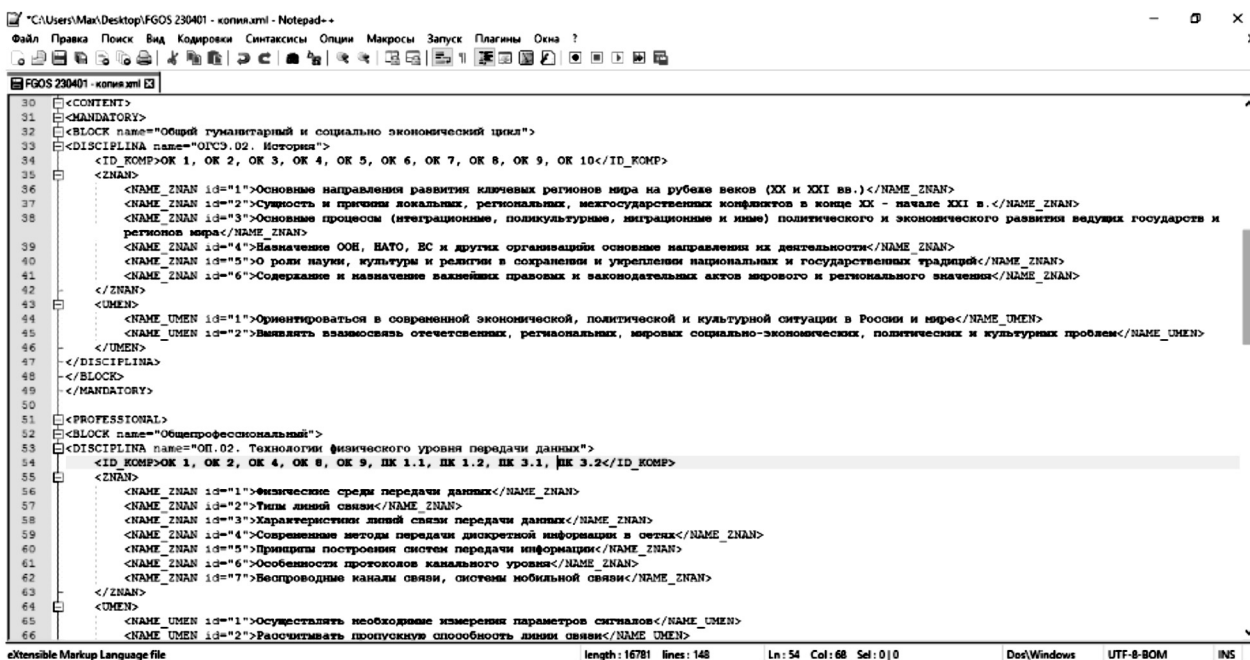 *C:\Users\Max\Desktop\FGOS 230401 - копия.xml - Notepad++
Файл Правка Поиск Вид Кодировки Синтаксисы Опции Макросы Запуск Плагины Окна ?
FGOS 230401 - копия.xml
30 <CONTENT>
31 <MANDATORY>
32 <BLOCK name="Общий гуманитарный и социально экономический цикл">
33 <DISCIPLINA name="ОГСЭ.02. История">
34 <ID_KOMP>ОК 1, ОК 2, ОК 3, ОК 4, ОК 5, ОК 6, ОК 7, ОК 8, ОК 9, ОК 10</ID_KOMP>
35 <ZNAN>
36 <NAME_ZNAN id="1">Основные направления развития ключевых регионов мира на рубеже веков (XX и XXI вв.)</NAME_ZNAN>
37 <NAME_ZNAN id="2">Сущность и причины локальных, региональных, межгосударственных конфликтов в конце XX - начале XXI в.</NAME_ZNAN>
38 <NAME_ZNAN id="3">Основные процессы (нтеграционные, поликультурные, миграционные и иные) политического и экономического развития ведущих государств и
регионов мира</NAME_ZNAN>
39 <NAME_ZNAN id="4">Назначение ООН, НАТО, ЕС и других организацийи основные направления их деятельности</NAME_ZNAN>
40 <NAME_ZNAN id="5">О роли науки, культуры и религии в сохранении и укреплении национальных и государственных традиций</NAME_ZNAN>
41 <NAME_ZNAN id="6">Содержание и назначение важнейших правовых и законодательных актов мирового и регионального значения</NAME_ZNAN>
42 </ZNAN>
43 <UMEN>
44 <NAME_UMEN id="1">Ориентироваться в современной экономической, политической и культурной ситуации в России и мире</NAME_UMEN>
45 <NAME_UMEN id="2">Выявлять взаимосвязь отечетсвенных, регмаональных, мировых социально-экономических, политических и культурных проблем</NAME_UMEN>
46 </UMEN>
47 </DISCIPLINA>
48 </BLOCK>
49 </MANDATORY>
50
51 <PROFESSIONAL>
52 <BLOCK name="Общепрофессиональный">
53 <DISCIPLINA name="ОП.02. Технологии физического уровня передачи данных">
54 <ID_KOMP>ОК 1, ОК 2, ОК 4, ОК 8, ОК 9, ПК 1.1, ПК 1.2, ПК 3.1, ПК 3.2</ID_KOMP>
55 <ZNAN>
56 <NAME_ZNAN id="1">Физические среды передачи данных</NAME_ZNAN>
57 <NAME_ZNAN id="2">Типы линий связи</NAME_ZNAN>
58 <NAME_ZNAN id="3">Характеристики линий связи передачи данных</NAME_ZNAN>
59 <NAME_ZNAN id="4">Современные методы передачи дискретной информации в сетях</NAME_ZNAN>
60 <NAME_ZNAN id="5">Принципы построения систем передачи информации</NAME_ZNAN>
61 <NAME_ZNAN id="6">Особенности протоколов канального уровня</NAME_ZNAN>
62 <NAME_ZNAN id="7">Беспроводные каналы связи, системы мобильной связи</NAME_ZNAN>
63 </ZNAN>
64 <UMEN>
65 <NAME_UMEN id="1">Осуществлять необходимые измерения параметров сигналов</NAME_UMEN>
66 <NAME_UMEN id="2">Рассчитывать пропускную способность линии связи</NAME_UMEN>
eXtensible Markup Language file length : 16781 lines : 148 Ln : 54 Col : 68 Sel : 0 | 0 Dos\Windows UTF-8-BOM INS